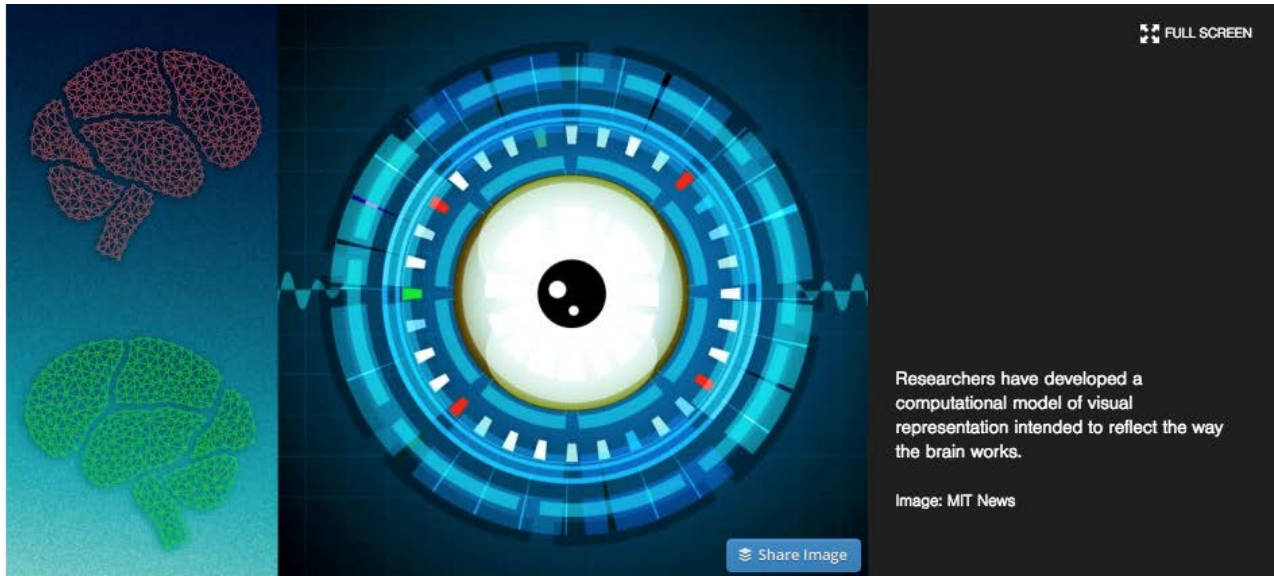 FULL SCREEN
Researchers have developed a
computational model of visual
representation intended to reflect the way
the brain works.
Image: MIT News
Share Image